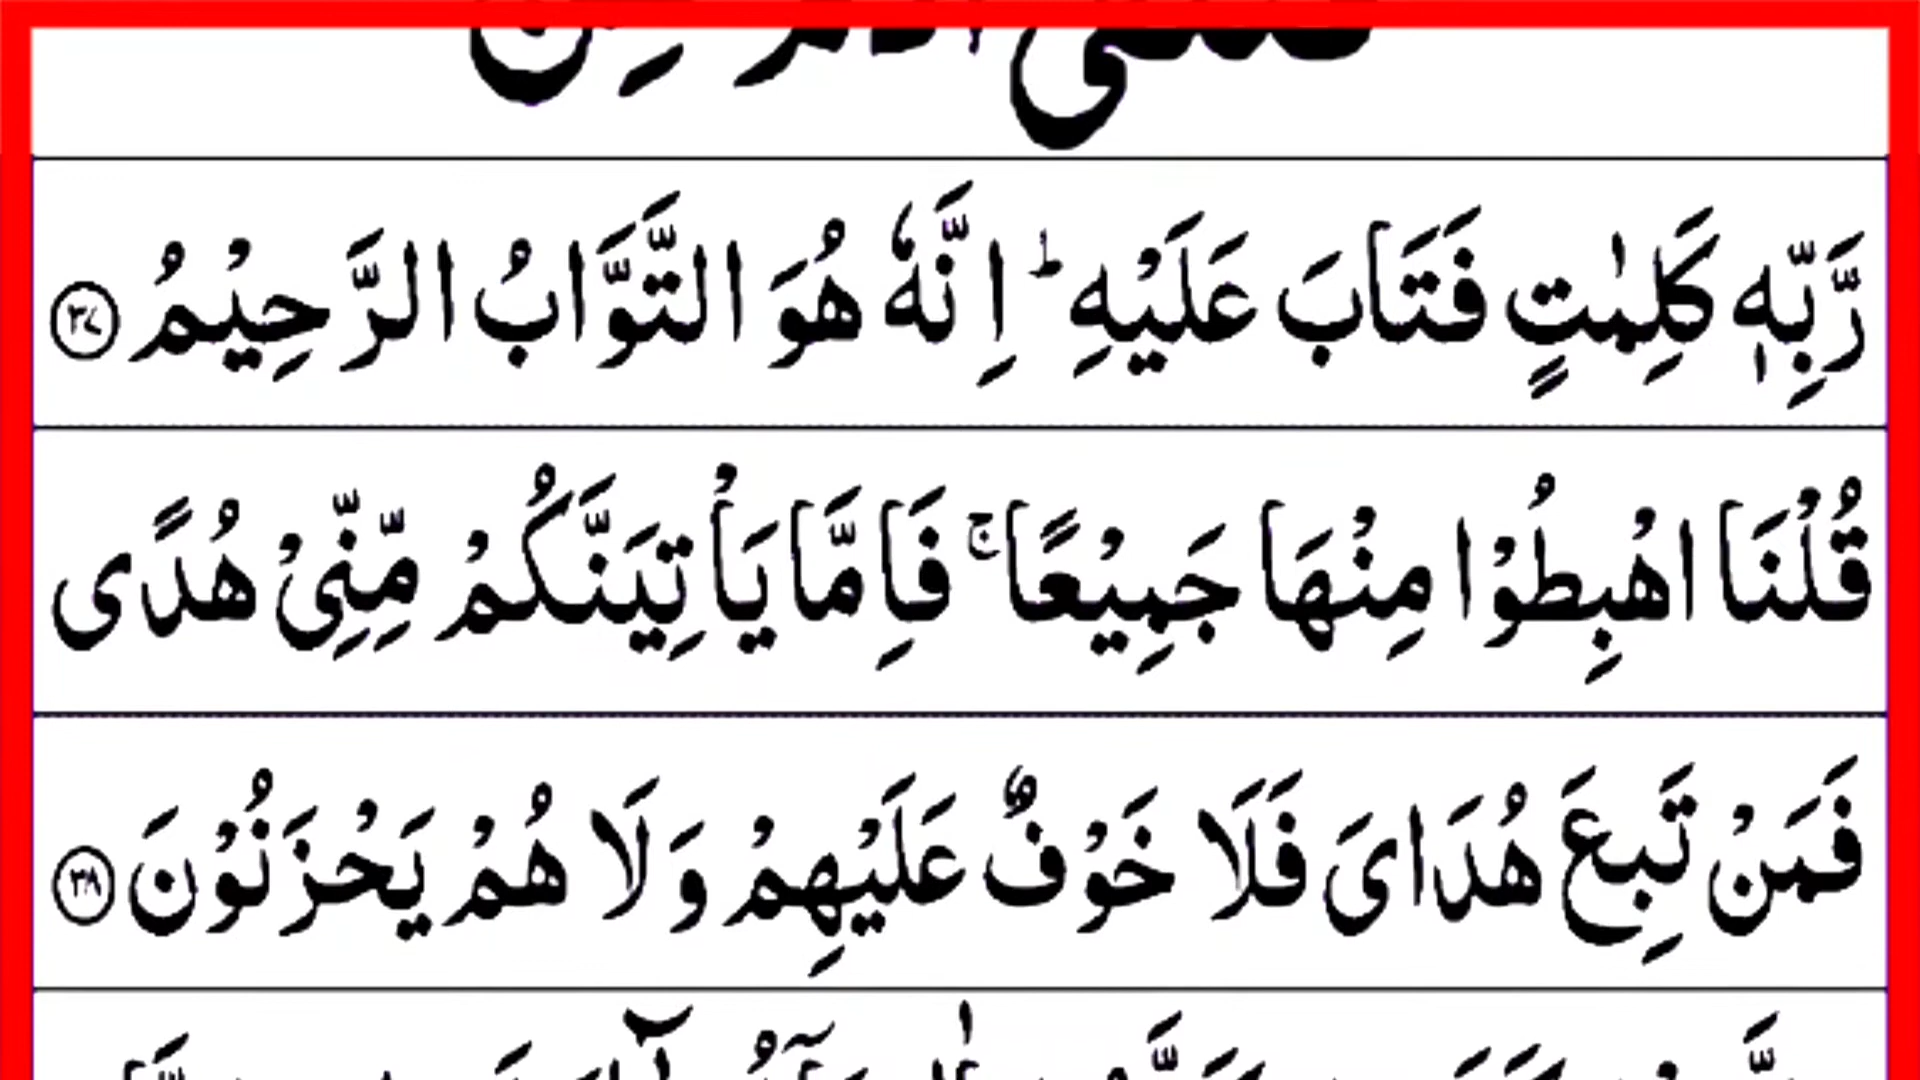 رَّبِّهٖ كَلِمٰتٍ فَتَابَ عَلَيْهِ ؕ اِنَّهٗ هُوَ التَّوَّابُ الرَّحِيْمُ ۳۷
قُلْنَا اهْبِطُوْا مِنْهَا جَمِيْعًا ۚ فَاِمَّا يَاْتِيَنَّكُمْ مِّنِّيْ هُدًى
فَمَنْ تَبِعَ هُدَايَ فَلَا خَوْفٌ عَلَيْهِمْ وَلَا هُمْ يَحْزَنُوْنَ ۳۸